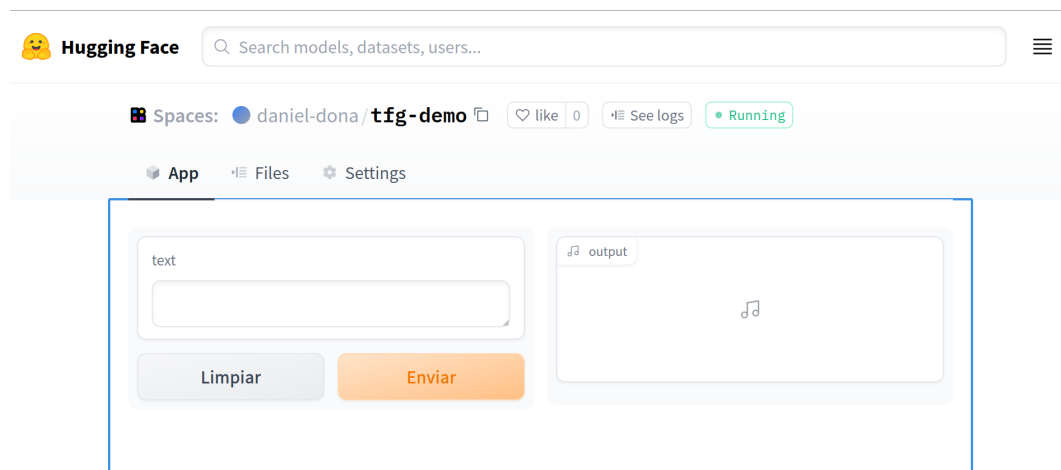 Hugging Face
Search models, datasets, users...
Spaces: daniel-dona/tfg-demo like 0 See logs Running
App Files Settings
text
output
Limpiar Enviar